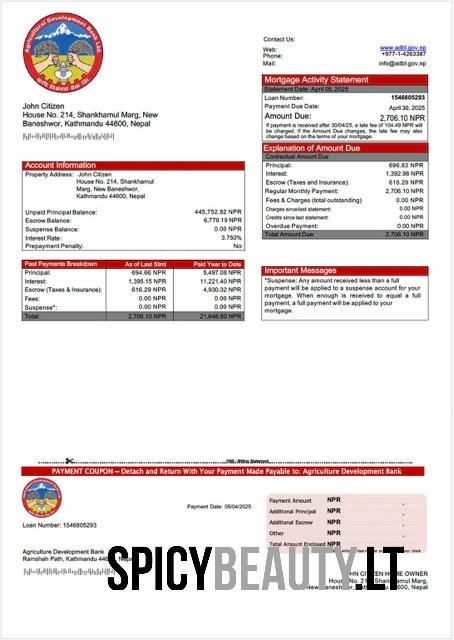 Contact Us:
Web: www.adbl.gov.np
Phone: +977-1-4263387
Mail: info@adbl.gov.np
John Citizen
House No. 214, Shankhamul Marg, New
Baneshwor, Kathmandu 44600, Nepal
Mortgage Activity Statement
Statement Date: April 05, 2025
Loan Number: 1546805293
Payment Due Date: April 30, 2025
Amount Due: 2,706.10 NPR
If payment is received after 30/04/25, a late fee of 104.49 NPR will
be charged. If the Amount Due changes, the late fee may also
change based on the terms of your mortgage.
Explanation of Amount Due
Contractual Amount Due
Principal: 696.83 NPR
Interest: 1,392.98 NPR
Escrow (Taxes and Insurance): 616.29 NPR
Regular Monthly Payment: 2,706.10 NPR
Fees & Charges (total outstanding) 0.00 NPR
Charges since last statement 0.00 NPR
Credits since last statement 0.00 NPR
Overdue Payment: 0.00 NPR
Total Amount Due: 2,706.10 NPR
Account Information
Property Address: John Citizen
House No. 214, Shankhamul
Marg, New Baneshwor,
Kathmandu 44600, Nepal
Unpaid Principal Balance: 445,752.92 NPR
Escrow Balance: 6,779.19 NPR
Suspense Balance: 0.00 NPR
Interest Rate: 3.750%
Prepayment Penalty: No
Past Payments Breakdown As of Last Stmt Paid Year to Date
Principal: 694.66 NPR 5,497.08 NPR
Interest: 1,395.15 NPR 11,221.40 NPR
Escrow (Taxes & Insurance): 616.29 NPR 4,930.32 NPR
Fees: 0.00 NPR 0.00 NPR
Suspense*: 0.00 NPR 0.00 NPR
Total: 2,706.10 NPR 21,648.80 NPR
Important Messages
*Suspense: Any amount received less than a full
payment will be applied to a suspense account for your
mortgage. When enough is received to equal a full
payment, a full payment will be applied to your
mortgage.
PAYMENT COUPON – Detach and Return With Your Payment Made Payable to: Agriculture Development Bank
Payment Date: 05/04/2025
Loan Number: 1546805293
Payment Amount NPR .
Additional Principal NPR .
Additional Escrow NPR .
Other NPR .
Total Amount Enclosed NPR
Agriculture Development Bank
Ramshah Path, Kathmandu
SPICYBEAUTY.LT
HN CITIZEN HOME OWNER
House No. 21 Shankhamul Marg,
New Baneshwor 44600, Nepal